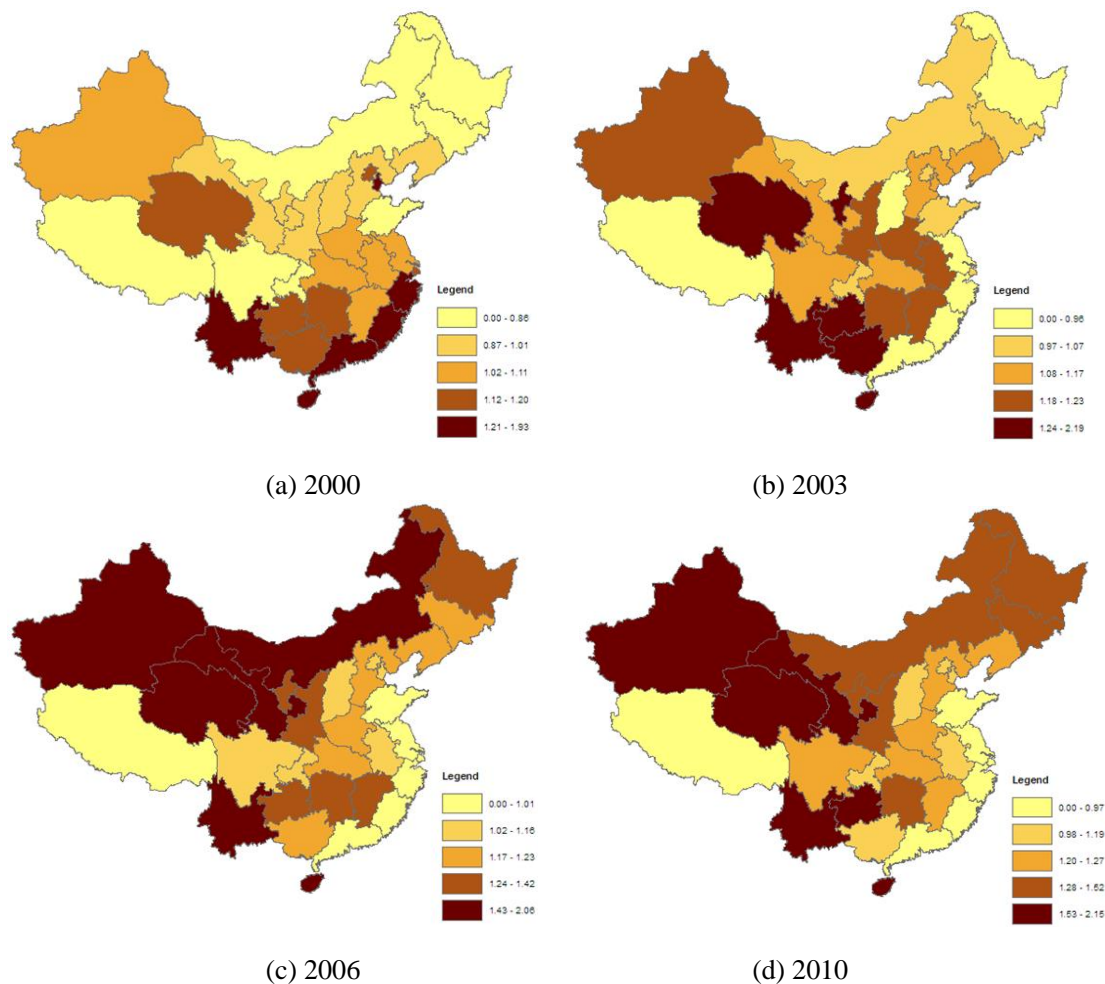 Legend
0.00 - 0.86
0.87 - 1.01
1.02 - 1.11
1.12 - 1.20
1.21 - 1.93
(a) 2000
Legend
0.00 - 0.96
0.97 - 1.07
1.08 - 1.17
1.18 - 1.23
1.24 - 2.19
(b) 2003
Legend
0.00 - 1.01
1.02 - 1.16
1.17 - 1.23
1.24 - 1.42
1.43 - 2.06
(c) 2006
Legend
0.00 - 0.97
0.98 - 1.19
1.20 - 1.27
1.28 - 1.52
1.53 - 2.15
(d) 2010